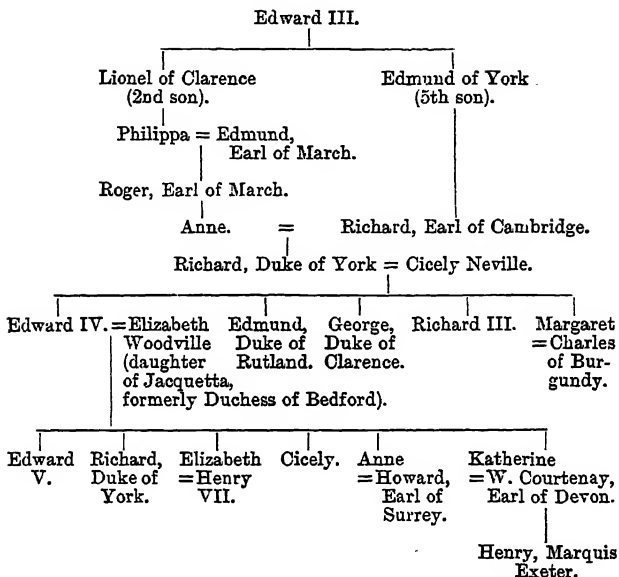 Edward III.
Lionel of Clarence
(2nd son).
Edmund of York
(5th son).
Philippa = Edmund,
Earl of March.
Roger, Earl of March.
Anne. = Richard, Earl of Cambridge.
Richard, Duke of York = Cicely Neville.
Edward IV. = Elizabeth
Woodville
(daughter
of Jacquetta,
formerly Duchess of Bedford).
Edmund,
Duke of
Rutland.
George,
Duke of
Clarence.
Richard III.
Margaret
= Charles
of Bur-
gundy.
Edward
V.
Richard,
Duke of
York.
Elizabeth
= Henry
VII.
Cicely.
Anne
= Howard,
Earl of
Surrey.
Katherine
= W. Courtenay,
Earl of Devon.
Henry, Marquis
Exeter.